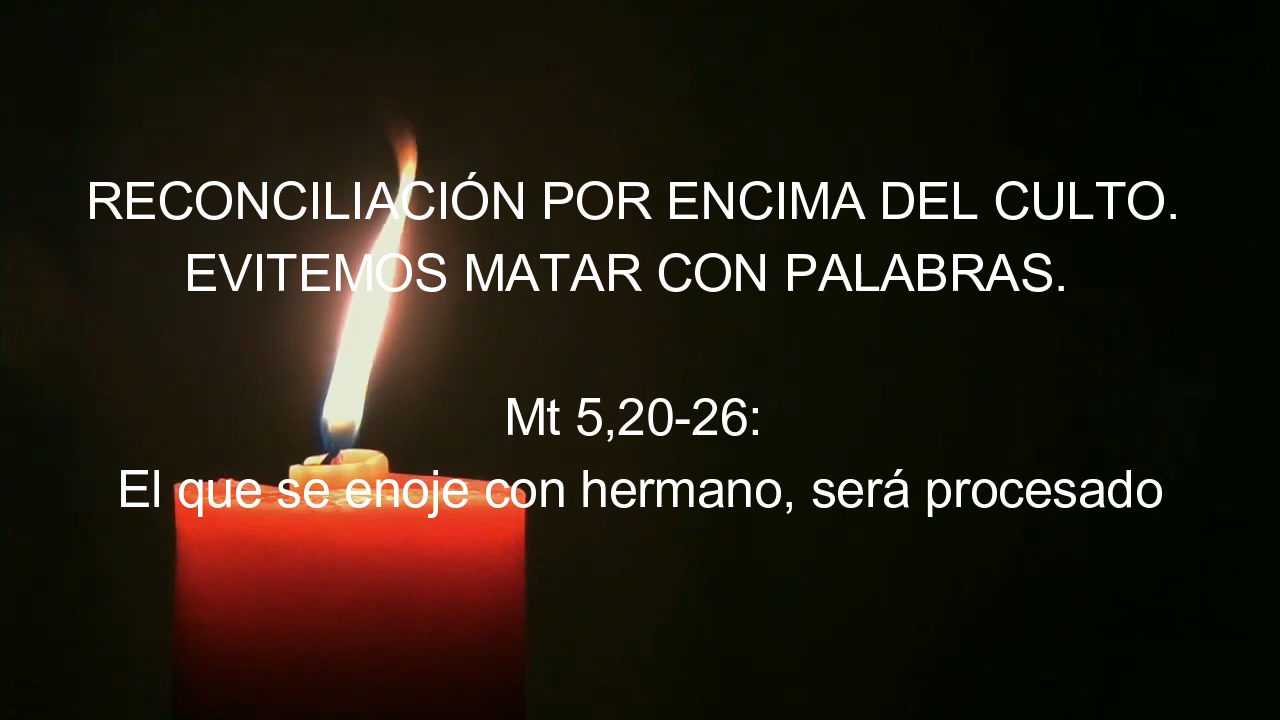 RECONCILIACIÓN POR ENCIMA DEL CULTO.
EVITEMOS MATAR CON PALABRAS.
Mt 5,20-26:
El que se enoje con hermano, será procesado